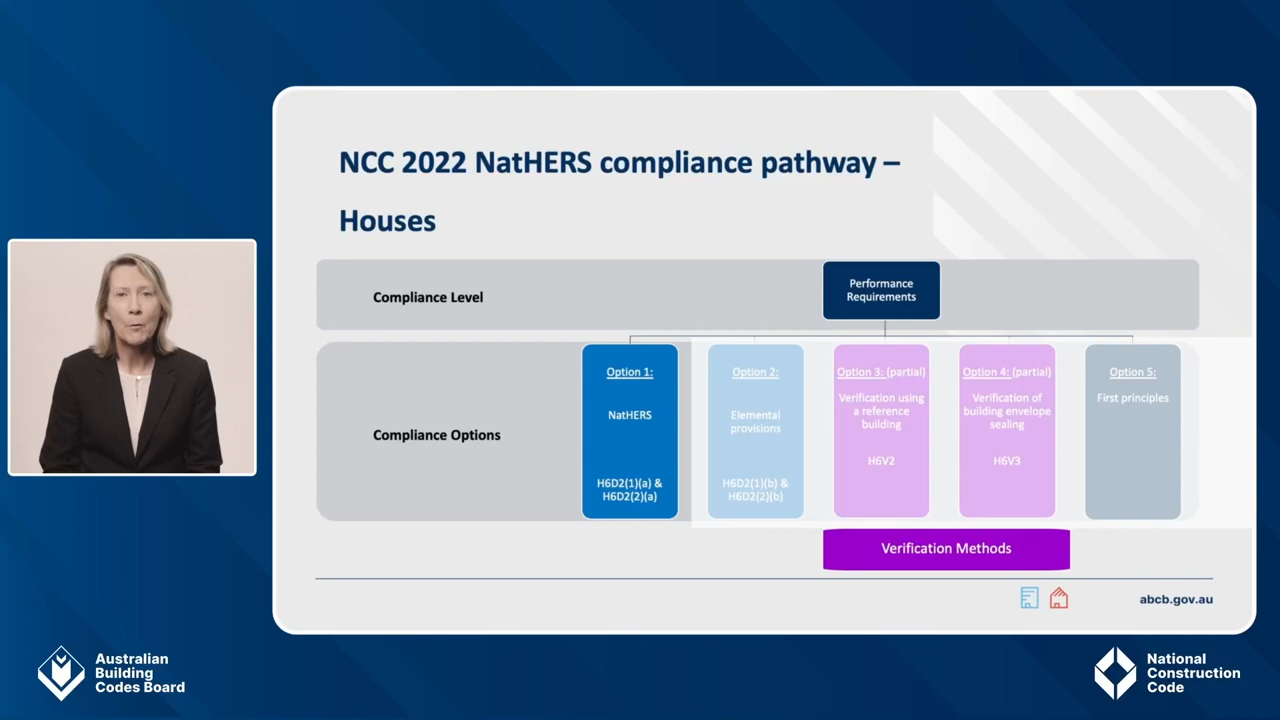 NCC 2022 NatHERS compliance pathway –
Houses
Compliance Level
Performance
Requirements
Compliance Options
Option 1:
NatHERS
H6D2(1)(a) &
H6D2(2)(a)
Option 2:
Elemental
provisions
H6D2(1)(b) &
H6D2(2)(b)
Option 3: (partial)
Verification using
a reference
building
H6V2
Option 4: (partial)
Verification of
building envelope
sealing
H6V3
Option 5:
First principles
Verification Methods
abcb.gov.au
Australian
Building
Codes Board
National
Construction
Code